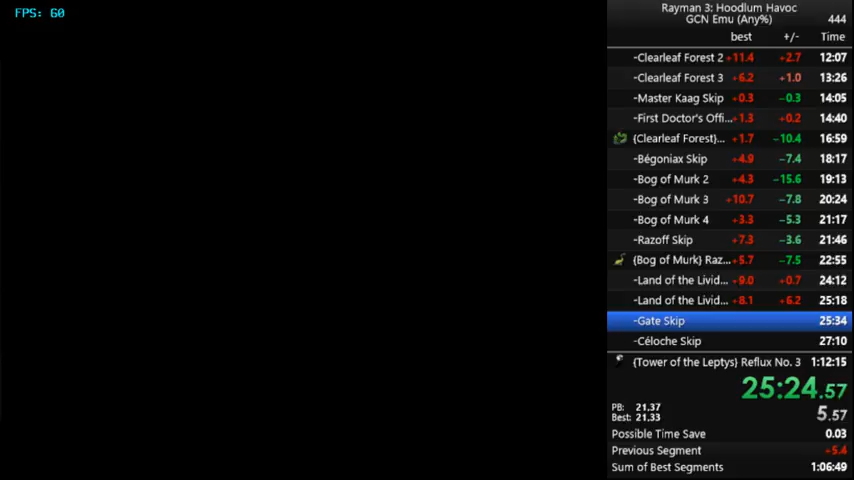 FPS: 60
Rayman 3: Hoodlum Havoc
GCN Emu (Any%) 444
best +/- Time
-Clearleaf Forest 2 +11.4 +2.7 12:07
-Clearleaf Forest 3 +6.2 +1.0 13:26
-Master Kaag Skip +0.3 -0.3 14:05
-First Doctor's Offi... +1.3 +0.2 14:40
{Clearleaf Forest}... +1.7 -10.4 16:59
-Bégoniax Skip +4.9 -7.4 18:17
-Bog of Murk 2 +4.3 -15.6 19:13
-Bog of Murk 3 +10.7 -7.8 20:24
-Bog of Murk 4 +3.3 -5.3 21:17
-Razoff Skip +7.3 -3.6 21:46
{Bog of Murk} Raz... +5.7 -7.5 22:55
-Land of the Livid... +9.0 +0.7 24:12
-Land of the Livid... +8.1 +6.2 25:18
-Gate Skip 25:34
-Céloche Skip 27:10
{Tower of the Leptys} Reflux No. 3 1:12:15
25:24.57
PB: 21.37 5.57
Best: 21.33
Possible Time Save 0.03
Previous Segment +5.4
Sum of Best Segments 1:06:49